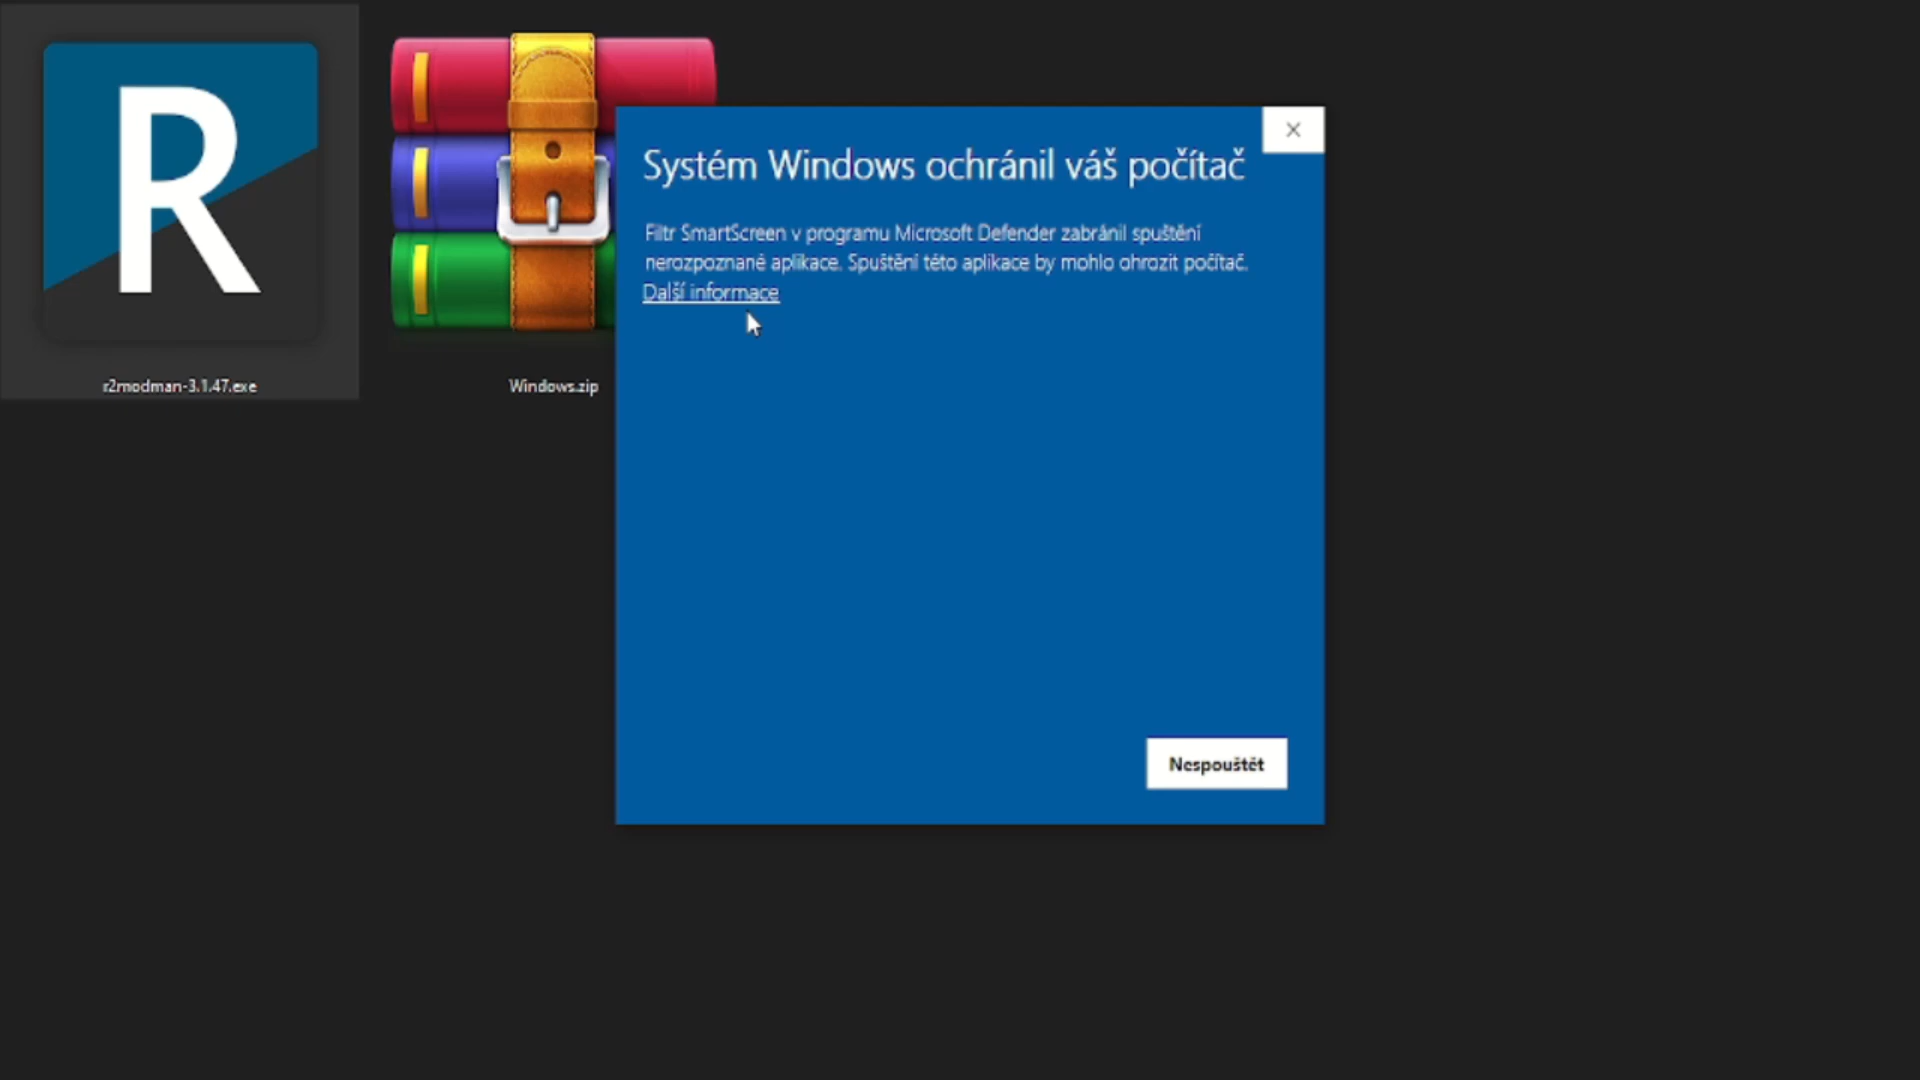 R
Systém Windows ochránil váš počítač
Filtr SmartScreen v programu Microsoft Defender zabránil spuštění
nerozpoznané aplikace. Spuštění této aplikace by mohlo ohrozit počítač.
Další informace
r2modman-3.1.47.exe
Windows.zip
Nespouštět